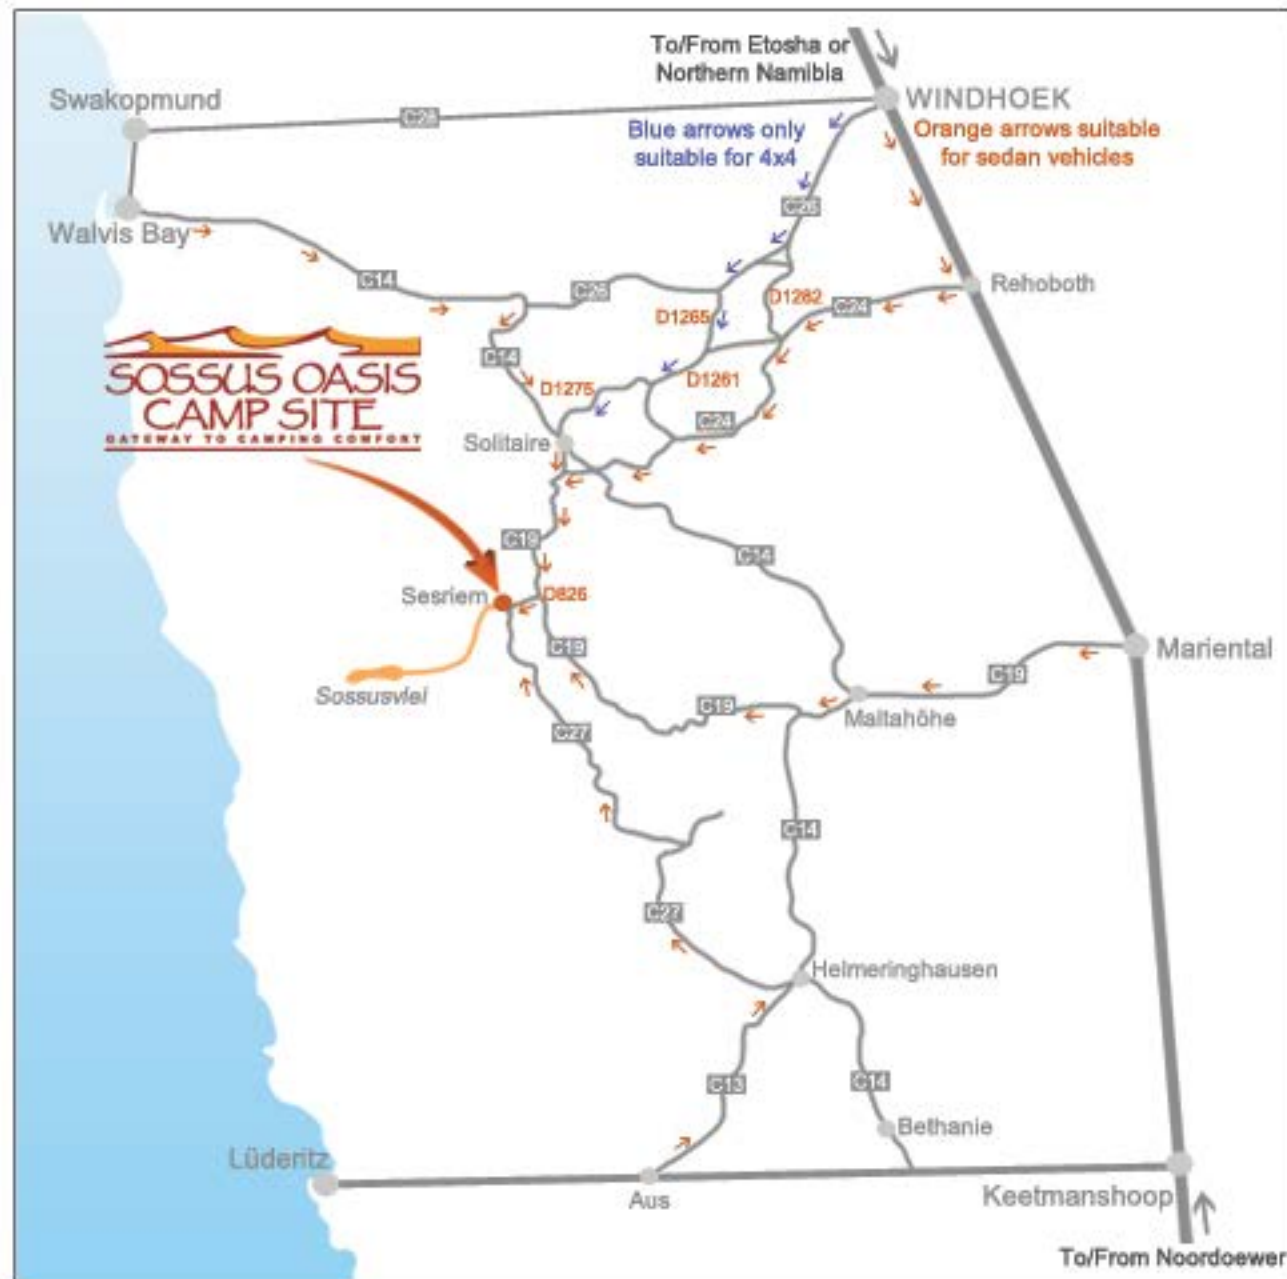 To/From Etosha or
Northern Namibia
Swakopmund
C28
WINDHOEK
Blue arrows only
suitable for 4x4
Orange arrows suitable
for sedan vehicles
C26
Walvis Bay
C14
C26
Rehoboth
D1265
D1282
C24
SOSSUS OASIS
CAMP SITE
GATEWAY TO CAMPING COMFORT
C14
D1275
D1261
C24
Solitaire
C19
C14
Sesriem
D826
C19
Sossusvlei
C19
Mariental
C19
Maltahöhe
C27
C14
C27
Helmeringhausen
C13
C14
Bethanie
Lüderitz
Aus
Keetmanshoop
To/From Noordoewer